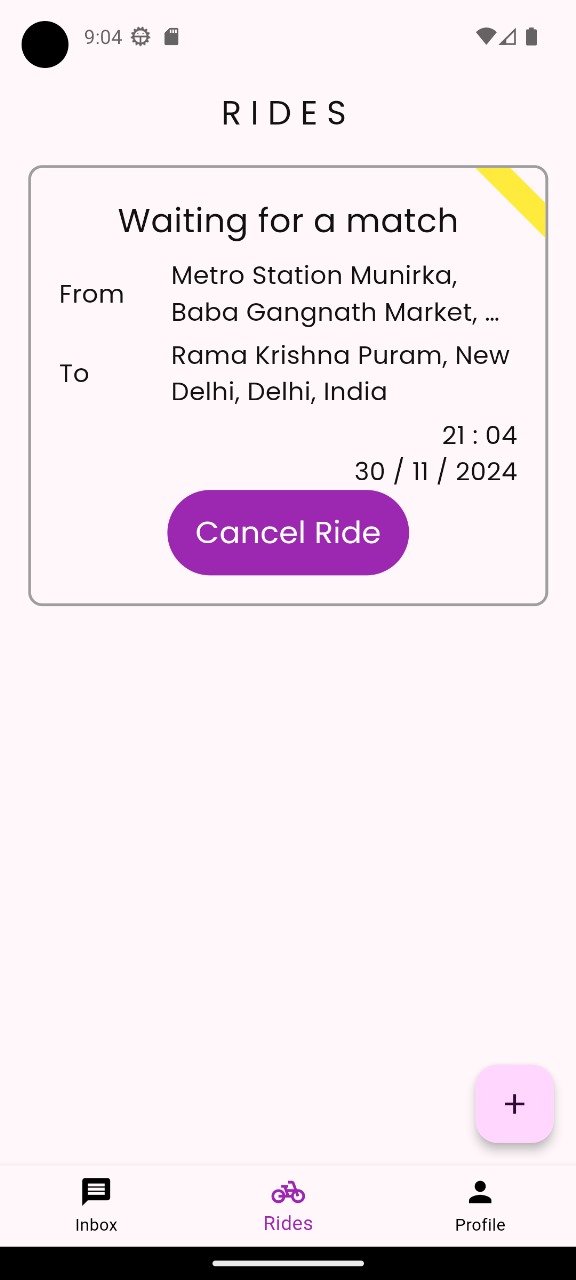 9:04
RIDES
Waiting for a match
From
Metro Station Munirka,
Baba Gangnath Market, ...
To
Rama Krishna Puram, New
Delhi, Delhi, India
21 : 04
30 / 11 / 2024
Cancel Ride
+
Inbox
Rides
Profile